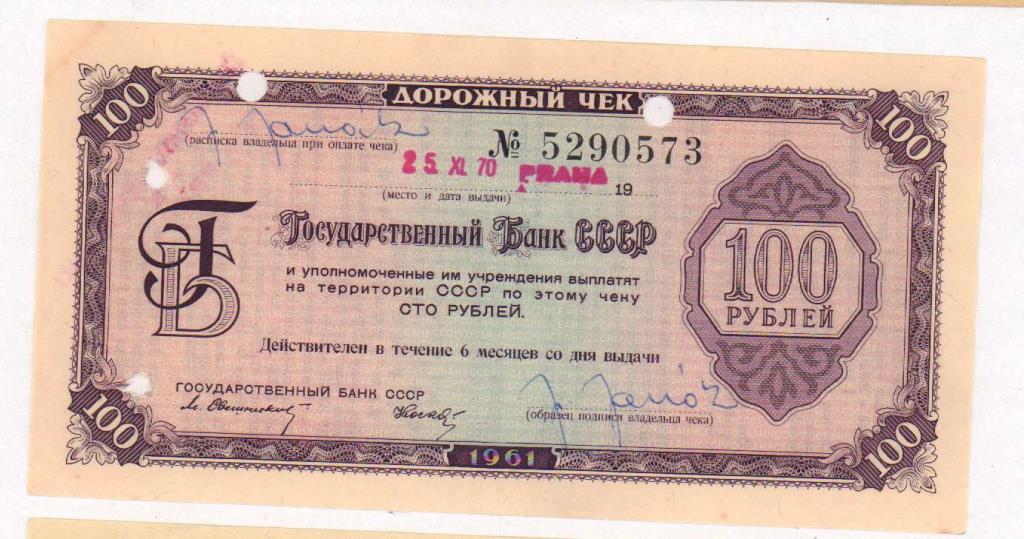 100
ДОРОЖНЫЙ ЧЕК
100
(расписка владельца при оплате чека)
№ 5290573
25. XI. 70 PRAHA 19
(место и дата выдачи)
ГБ
Государственный Банк СССР
и уполномоченные им учреждения выплатят
на территории СССР по этому чеку
СТО РУБЛЕЙ.
100
РУБЛЕЙ
Действителен в течение 6 месяцев со дня выдачи
ГОСУДАРСТВЕННЫЙ БАНК СССР
(образец подписи владельца чека)
100
1961
100